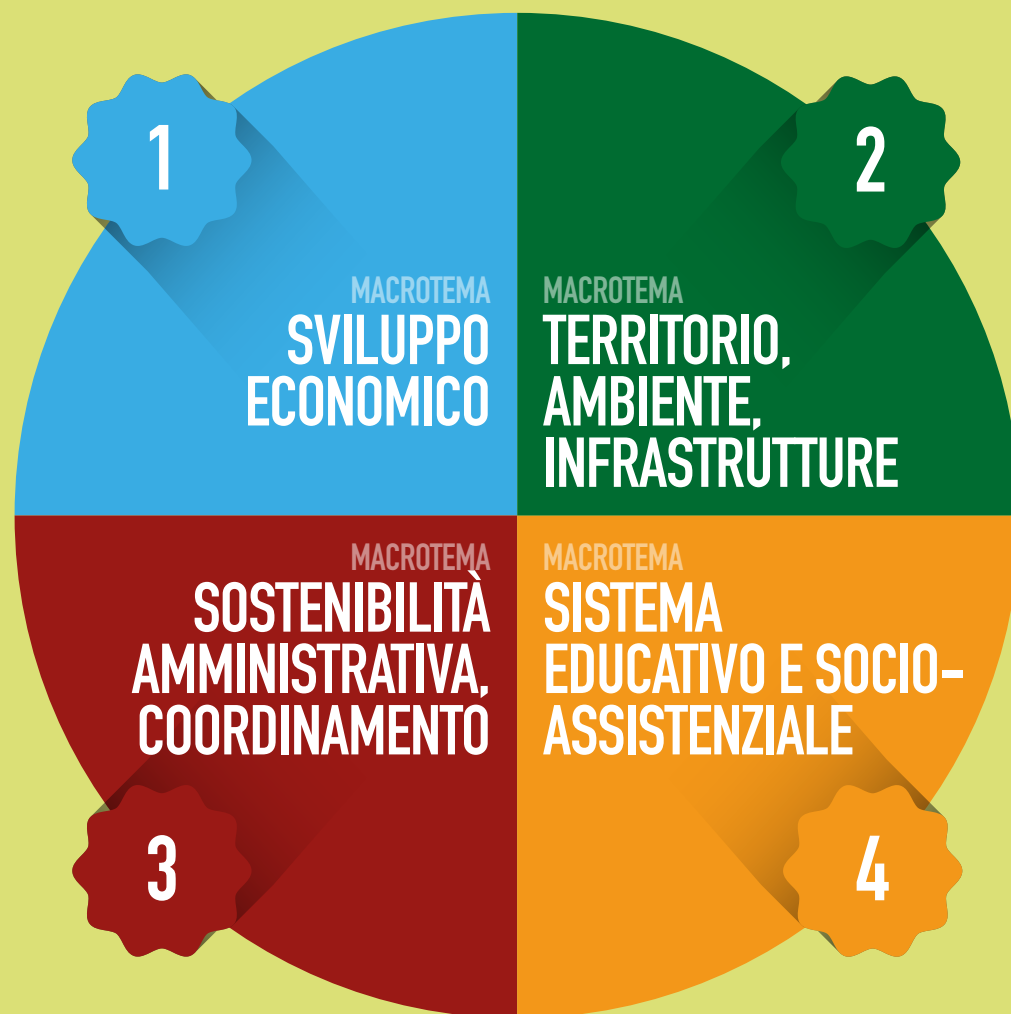 1
MACROTEMA
SVILUPPO
ECONOMICO
2
MACROTEMA
TERRITORIO,
AMBIENTE,
INFRASTRUTTURE
MACROTEMA
SOSTENIBILITÀ
AMMINISTRATIVA,
COORDINAMENTO
3
MACROTEMA
SISTEMA
EDUCATIVO E SOCIO-
ASSISTENZIALE
4